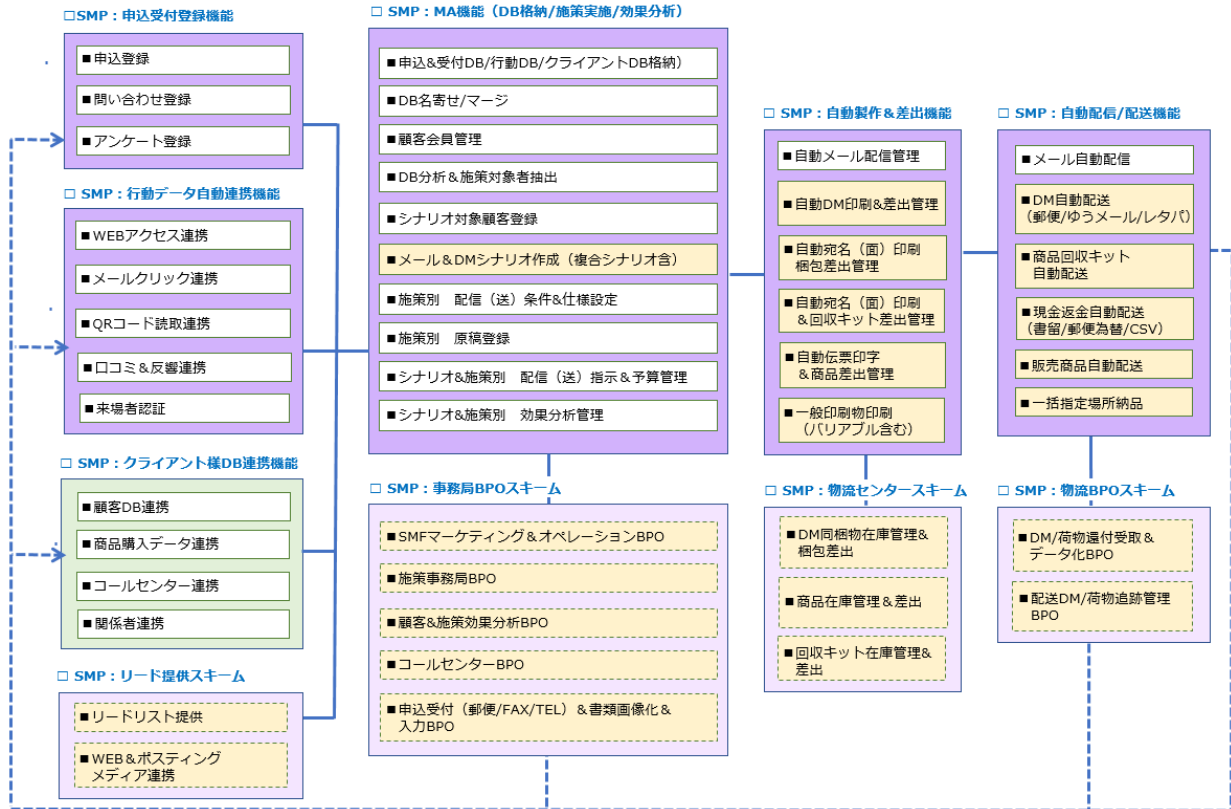 □SMP：申込受付登録機能
■申込登録
■問い合わせ登録
■アンケート登録
□ SMP：行動データ自動連携機能
■WEBアクセス連携
■メールクリック連携
■QRコード読取連携
■口コミ＆反響連携
■来場者認証
□ SMP：クライアント様DB連携機能
■顧客DB連携
■商品購入データ連携
■コールセンター連携
■関係者連携
□ SMP：リード提供スキーム
■リードリスト提供
■WEB＆ポスティング
メディア連携
□ SMP：MA機能（DB格納/施策実施/効果分析）
■申込&受付DB/行動DB/クライアントDB格納）
■DB名寄せ/マージ
■顧客会員管理
■DB分析＆施策対象者抽出
■シナリオ対象顧客登録
■メール＆DMシナリオ作成（複合シナリオ含）
■施策別　配信（送）条件&仕様設定
■施策別　原稿登録
■シナリオ&施策別　配信（送）指示＆予算管理
■シナリオ&施策別　効果分析管理
□ SMP：事務局BPOスキーム
■SMFマーケティング＆オペレーションBPO
■施策事務局BPO
■顧客&施策効果分析BPO
■コールセンターBPO
■申込受付（郵便/FAX/TEL）＆書類画像化＆
入力BPO
□ SMP：自動製作＆差出機能
■自動メール配信管理
■自動DM印刷&差出管理
■自動宛名（面）印刷
梱包差出管理
■自動宛名（面）印刷
＆回収キット差出管理
■自動伝票印字
＆商品差出管理
■一般印刷物印刷
（バリアブル含む）
□ SMP：物流センタースキーム
■DM同梱物在庫管理&
梱包差出
■商品在庫管理＆差出
■回収キット在庫管理&
差出
□ SMP：自動配信/配送機能
■メール自動配信
■DM自動配送
（郵便/ゆうメール/レタパ）
■商品回収キット
自動配送
■現金返金自動配送
（書留/郵便為替/CSV）
■販売商品自動配送
■一括指定場所納品
□ SMP：物流BPOスキーム
■DM/荷物還付受取＆
データ化BPO
■配送DM/荷物追跡管理
BPO